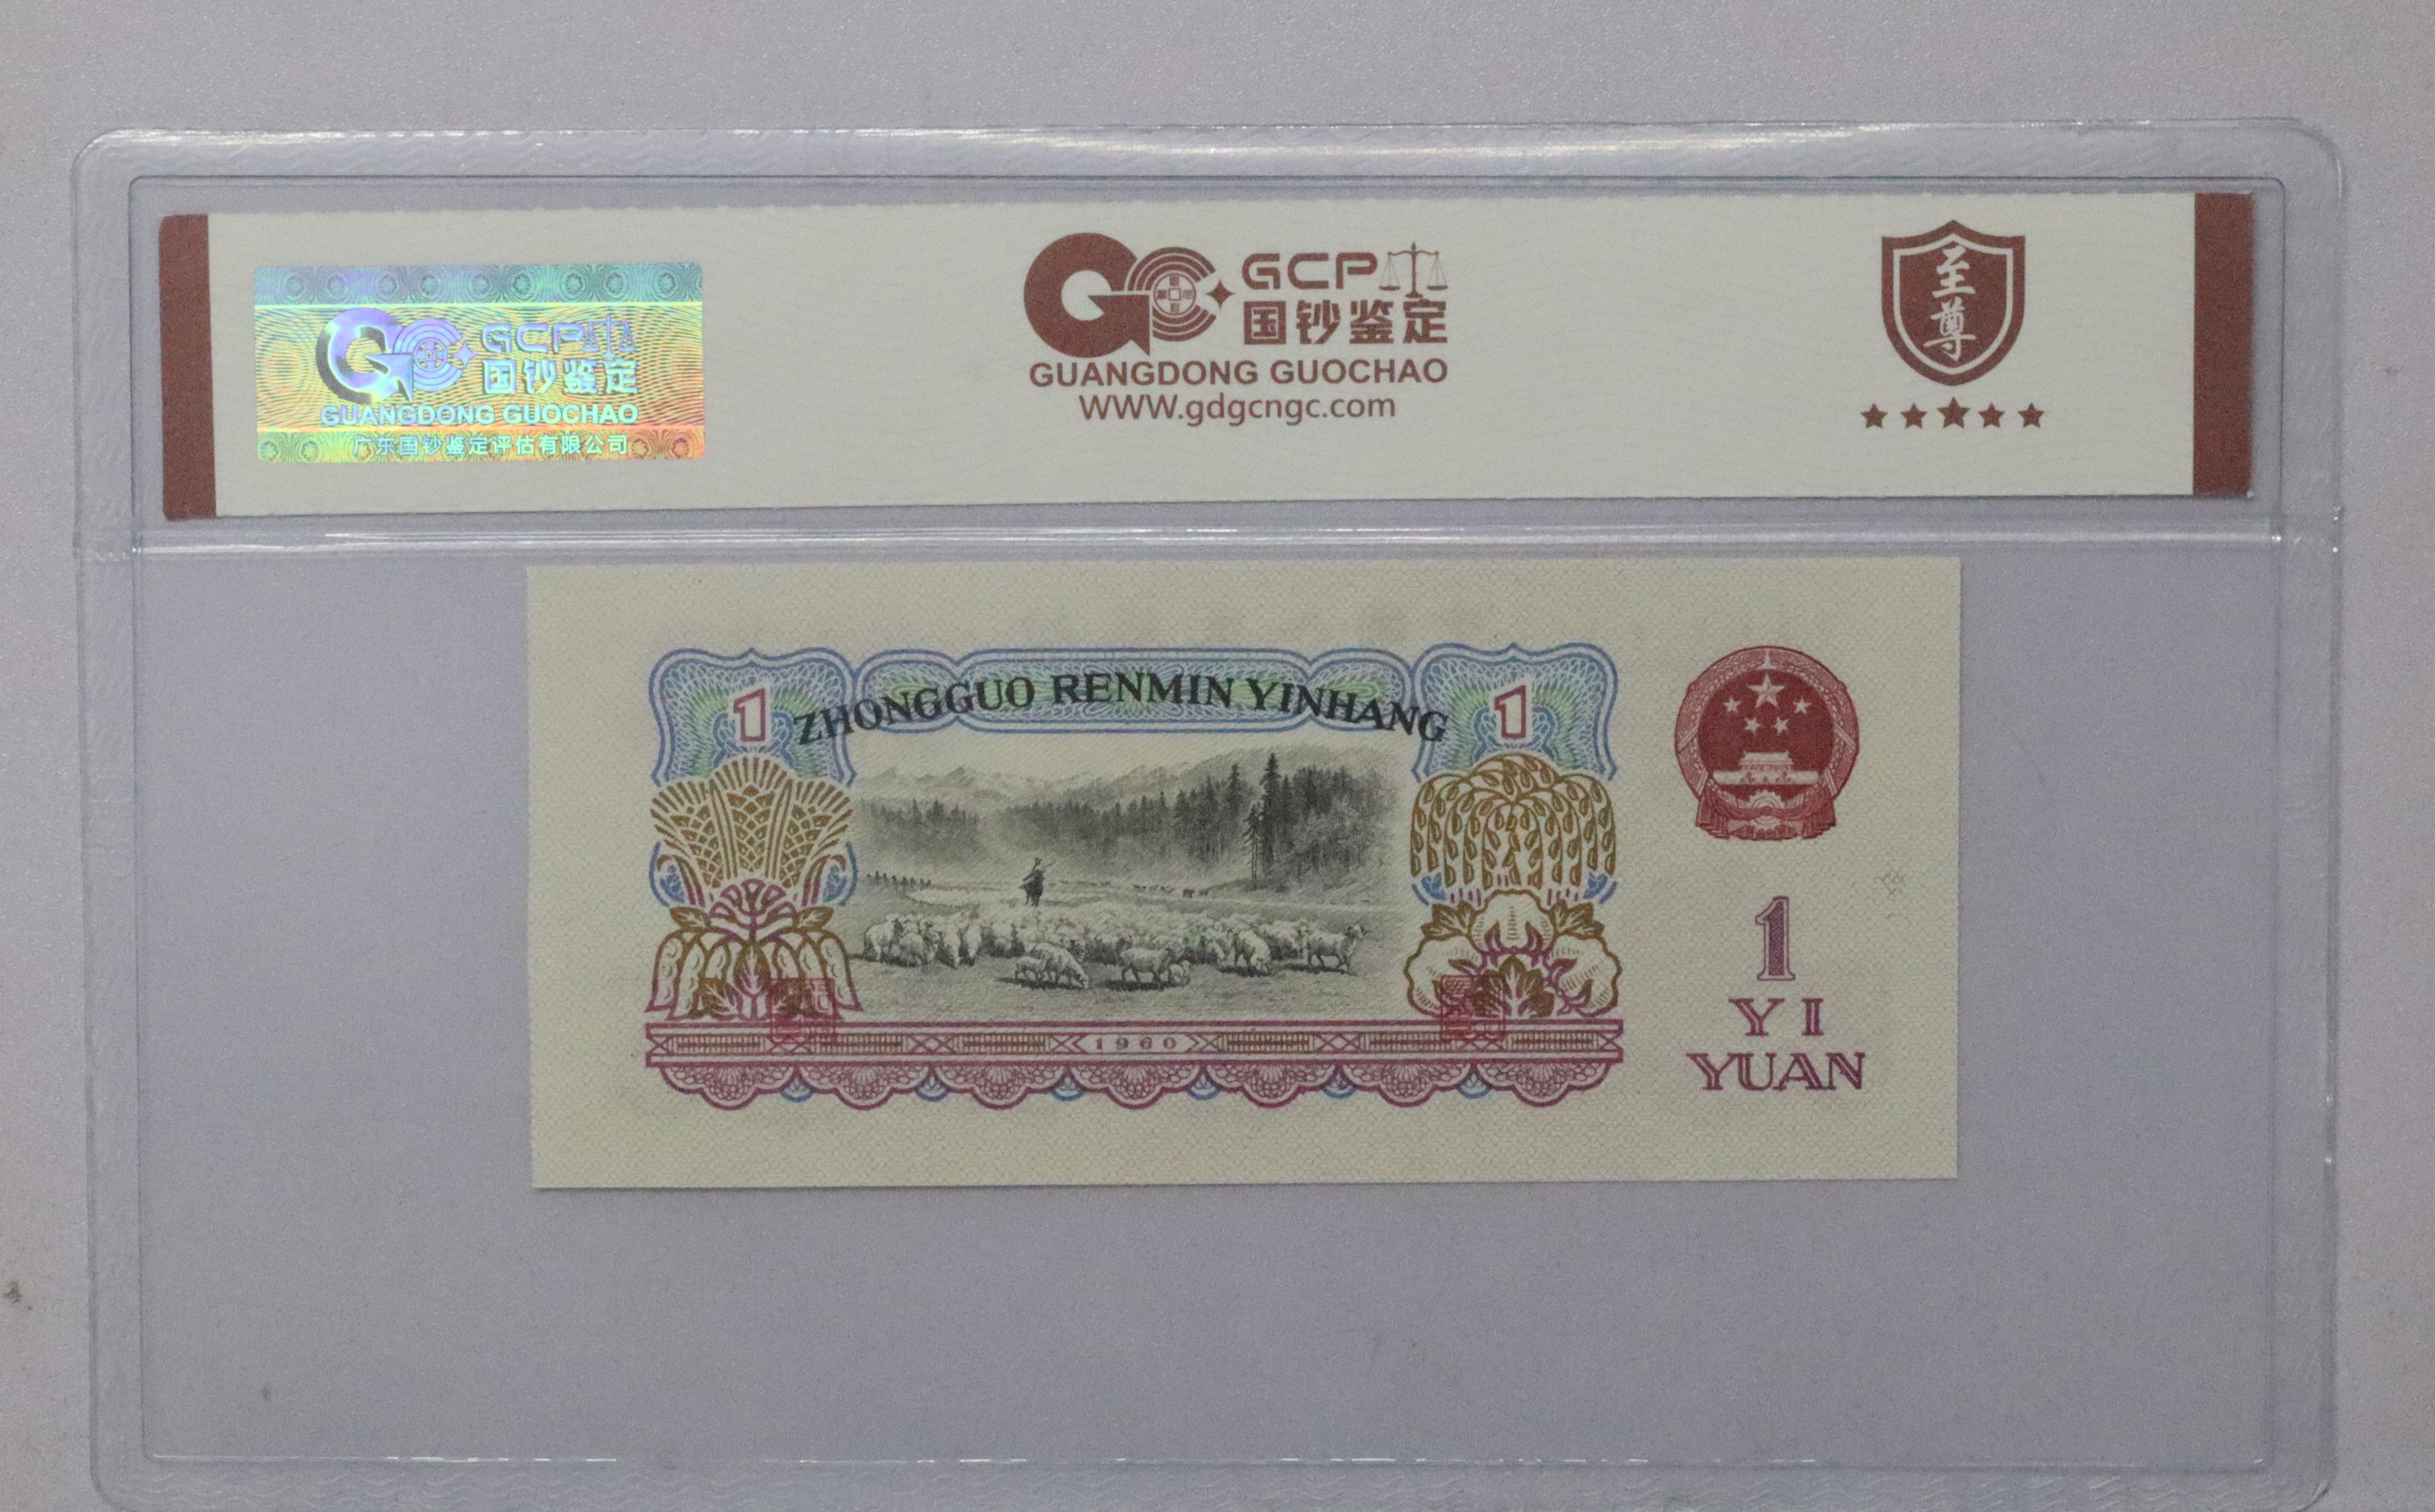 GCP
国钞鉴定
GUANGDONG GUOCHAO
广东国钞鉴定评估有限公司
GCP
国钞鉴定
GUANGDONG GUOCHAO
WWW.gdgcngc.com
至尊
1
ZHONGGUO RENMIN YINHANG
1
1960
1
YI
YUAN